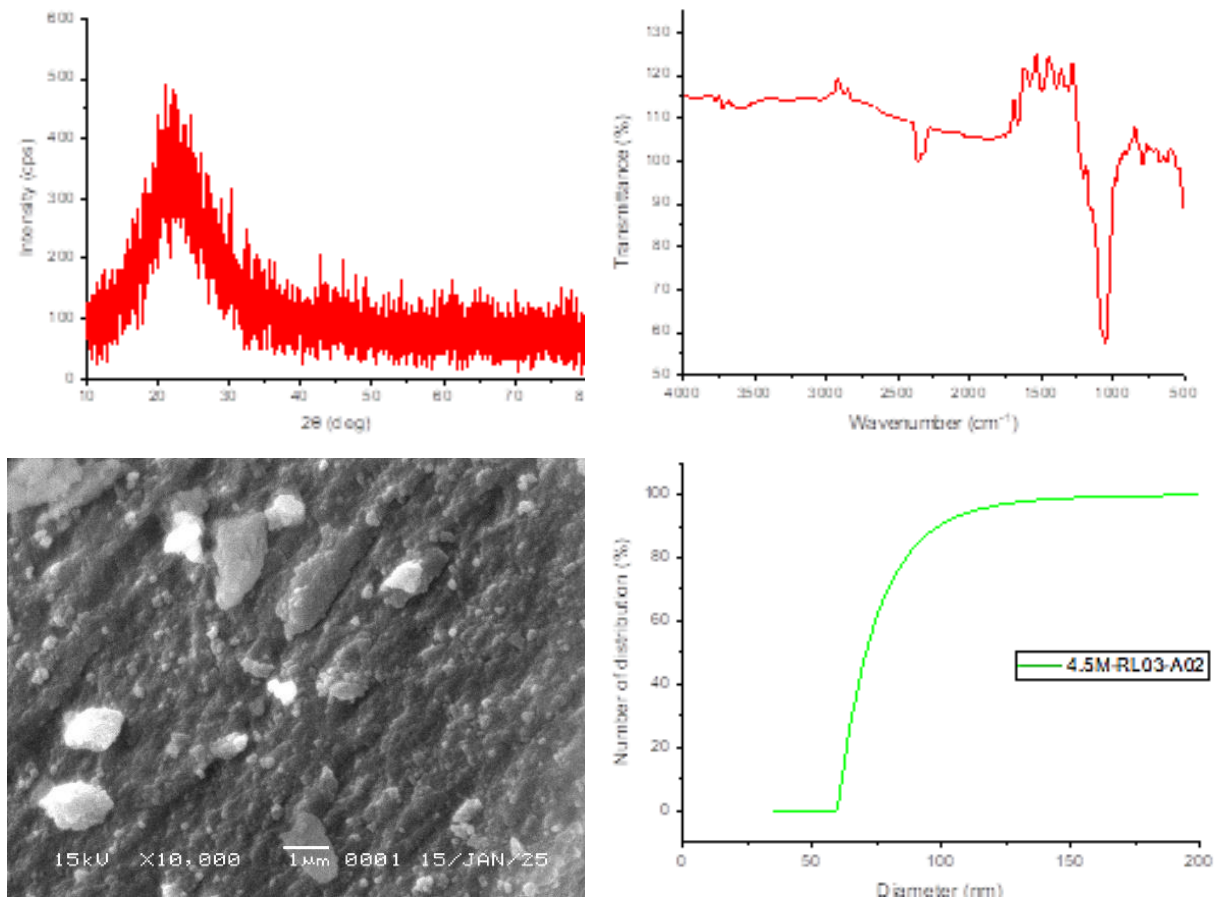 600
500
400
300
200
100
0
Intensity (cps)
10 20 30 40 50 60 70 8
2θ (deg)
130
120
110
100
90
80
70
60
50
Transmittance (%)
4000 3500 3000 2500 2000 1500 1000 500
Wavenumber (cm⁻¹)
15kV X10,000 1μm 0001 15/JAN/25
100
80
60
40
20
0
Number of distribution (%)
4.5M-RL03-A02
0 50 100 150 200
Diameter (nm)